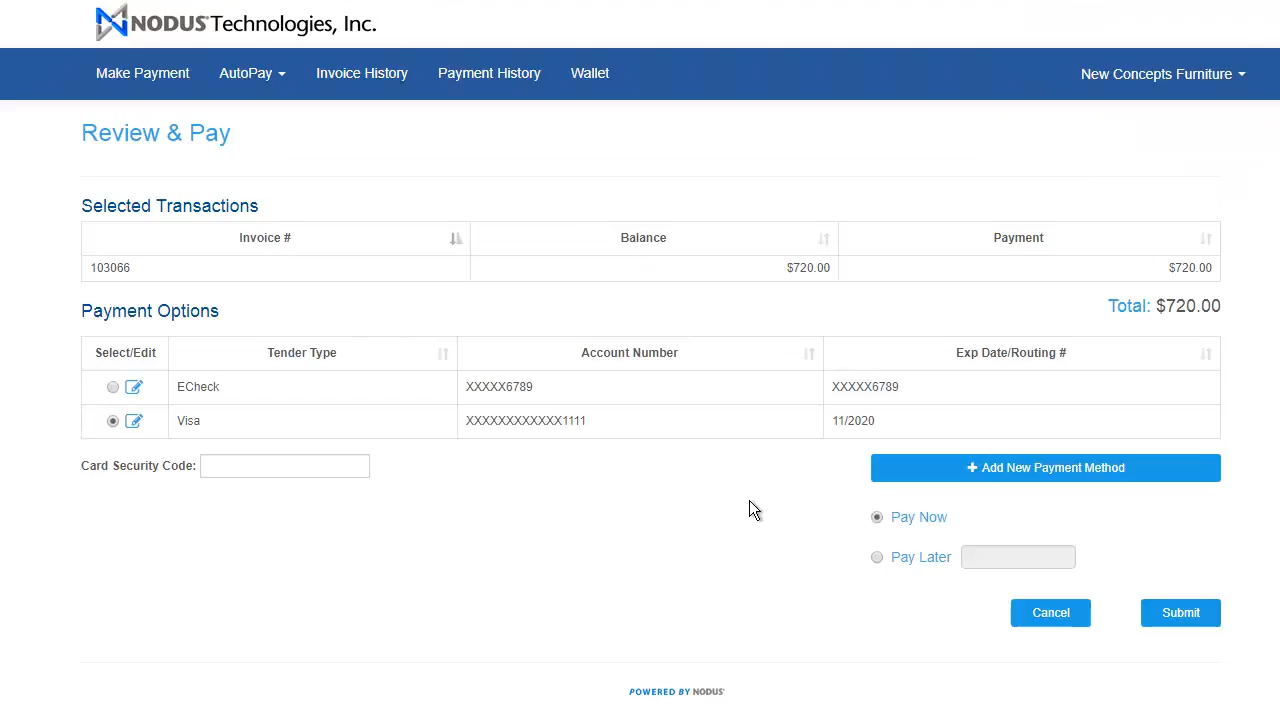 NODUS Technologies, Inc.
Make Payment AutoPay Invoice History Payment History Wallet New Concepts Furniture
Review & Pay
Selected Transactions
Invoice # Balance Payment
103066 $720.00 $720.00
Payment Options Total: $720.00
Select/Edit Tender Type Account Number Exp Date/Routing #
ECheck XXXXX6789 XXXXX6789
Visa XXXXXXXXXXXX1111 11/2020
Card Security Code: + Add New Payment Method
Pay Now
Pay Later
Cancel Submit
POWERED BY NODUS